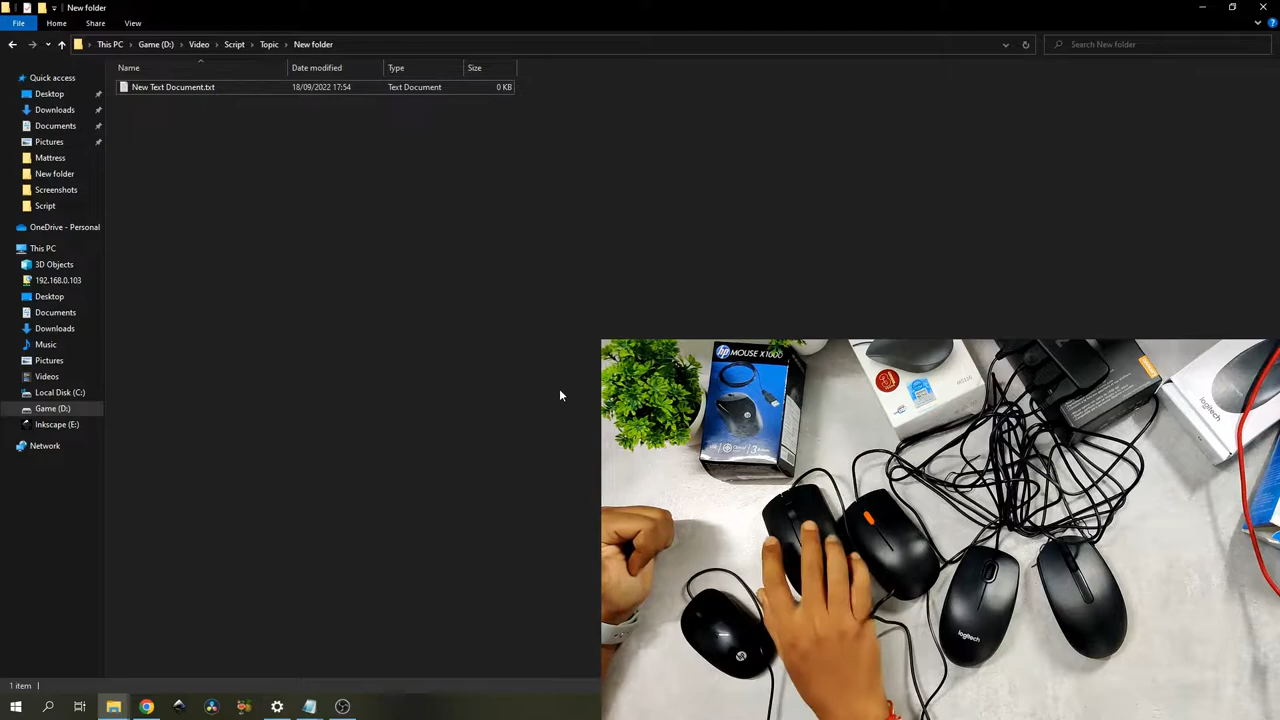 New folder
File Home Share View
This PC Game (D:) Video Script Topic New folder
Search New folder
Name Date modified Type Size
New Text Document.txt 18/09/2022 17:54 Text Document 0 KB
Quick access
Desktop
Downloads
Documents
Pictures
Mattress
New folder
Screenshots
Script
OneDrive - Personal
This PC
3D Objects
192.168.0.103
Desktop
Documents
Downloads
Music
Pictures
Videos
Local Disk (C:)
Game (D:)
Inkscape (E:)
Network
1 item
hp MOUSE X1000
3
logitech
logitech
hp